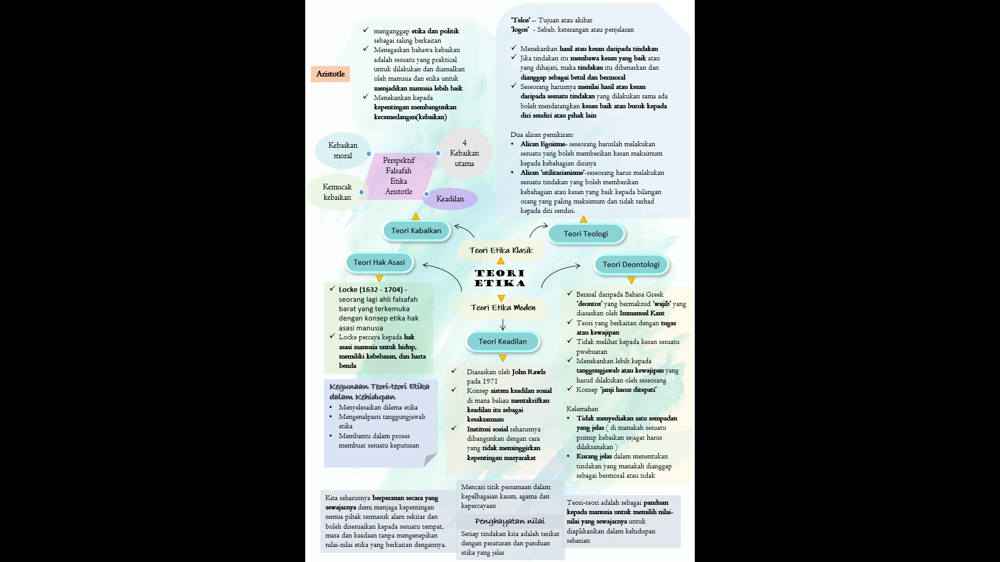 menganggap etika dan politik
sebagai saling berkaitan
Menegaskan bahawa kebaikan
adalah sesuatu yang praktical
untuk dilakukan dan diamalkan
oleh manusia dan etika untuk
menjadikan manusia lebih baik
Menekankan kepada
kepentingan membangunkan
kecemerlangan(kebaikan)
Aristotle
Kebaikan
moral
4
Kebaikan
utama
Perspektif
Falsafah
Etika
Aristotle
Kemucak
kebaikan
Keadilan
'Telos' – Tujuan atau akibat
'logos' - Sebab, keterangan atau penjelasan
Menekankan hasil atau kesan daripada tindakan
Jika tindakan itu membawa kesan yang baik atau
yang dihajati, maka tindakan itu dibenarkan dan
dianggap sebagai betul dan bermoral
Seseorang harusnya menilai hasil atau kesan
daripada sesuatu tindakan yang dilakukan sama ada
boleh mendatangkan kesan baik atau buruk kepada
diri sendiri atau pihak lain
Dua aliran pemikiran:
• Aliran Egoisme- seseorang haruslah melakukan
sesuatu yang boleh memberikan kesan maksimum
kepada kebahagian dirinya
• Aliran 'utilitarianisme'-seseorang harus melakukan
sesuatu tindakan yang boleh memberikan
kebahagian atau kesan yang baik kepada bilangan
orang yang paling maksimum dan tidak terhad
kepada diti sendiri.
Teori Kabaikan
Teori Teologi
Teori Etika Klasik
Teori Hak Asasi
Teori Deontologi
TEORI
ETIKA
Teori Etika Moden
Teori Keadilan
Locke (1632 - 1704) -
seorang lagi ahli falsafah
barat yang terkemuka
dengan konsep etika hak
asasi manusia
Locke percaya kepada hak
asasi manusia untuk hidup,
memiliki kebebasan, dan harta
benda
Kegunaan Teori-teori Etika
dalam Kehidupan
• Menyelesaikan dilema etika
• Mengenalpasti tanggungjawab
etika
• Membantu dalam proses
membuat sesuatu keputusan
Diasaskan oleh John Rawls
pada 1971
Konsep sistem keadilan sosial
di mana beliau mentakrifkan
keadilan itu sebagai
kesaksamaan
Institusi sosial seharusnya
dibangunkan dengan cara
yang tidak meminggirkan
kepentingan masyarakat
Berasal daripada Bahasa Greek
'deontos' yang bermaksud 'wajib' yang
diasaskan oleh Immanuel Kant
Teori yang berkaitan dengan tugas
atau kewajipan
Tidak melihat kepada kesan sesuatu
pwebuatan
Menekankan lebih kepada
tanggungjawab atau kewajipan yang
harud dilakukan oleh seseorang
Konsep 'janji harus ditepati'
Kelemahan
• Tidak menyediakan satu sempadan
yang jelas ( di manakah sesuatu
prinsip kebaikan sejagat harus
dilaksanakan )
• Kurang jelas dalam menentukan
tindakan yang manakah dianggap
sebagai bermoral atau tidak
Kita seharusnya berperanan secara yang
sewajarnya demi menjaga kepentingan
semua pihak termasuk alam sekitar dan
boleh disesuaikan kepada sesuatu tempat,
masa dan keadaan tanpa mengenepikan
nilai-nilai etika yang berkaitan dengannya.
Mencari titik persamaan dalam
kepelbagaian kaum, agama dan
kepercayaan
Penghayatan nilai
Setiap tindakan kita adalah terikat
dengan peraturan dan panduan
etika yang jelas
Teori-teori adalah sebagai panduan
kepada manusia untuk memilih nilai-
nilai yang sewajarnya untuk
diaplikasikan dalam kehidupan
seharian